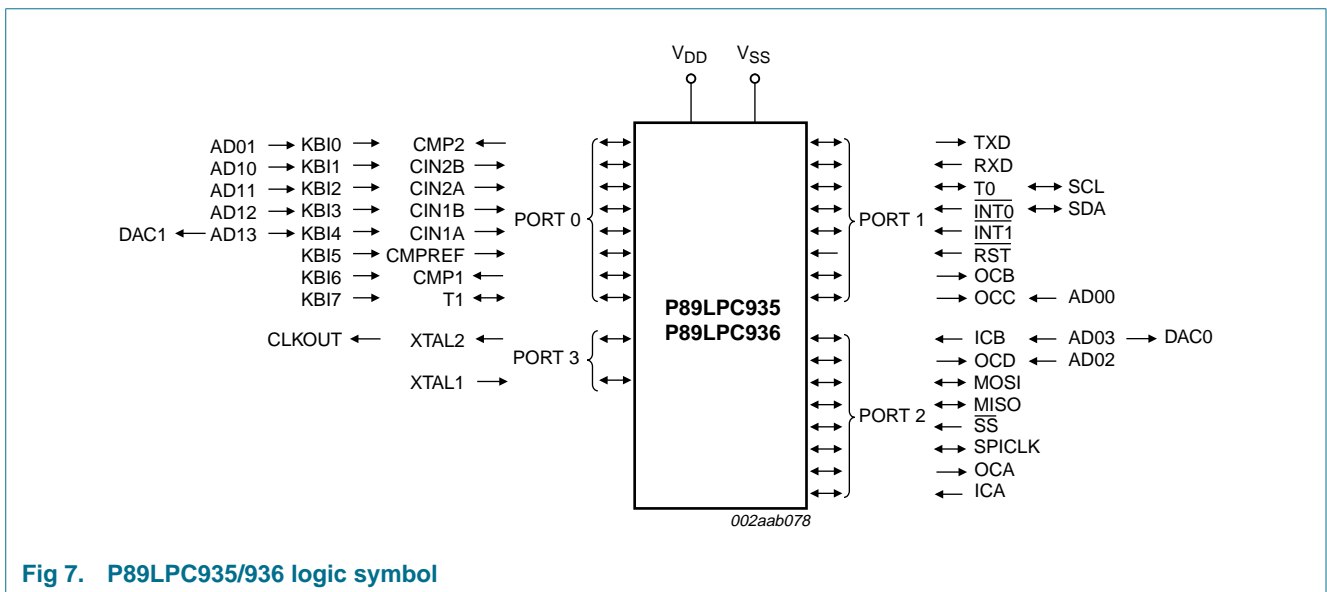 VDD VSS
AD01 KBI0 CMP2 TXD
AD10 KBI1 CIN2B RXD
AD11 KBI2 CIN2A T0 SCL
AD12 KBI3 CIN1B INT0 SDA
PORT 0 PORT 1
DAC1 AD13 KBI4 CIN1A INT1
KBI5 CMPREF RST
KBI6 CMP1 OCB
KBI7 T1 OCC AD00
P89LPC935
P89LPC936
CLKOUT XTAL2 ICB AD03 DAC0
PORT 3 OCD AD02
XTAL1 MOSI
MISO
PORT 2 SS
SPICLK
OCA
ICA
002aab078
Fig 7. P89LPC935/936 logic symbol